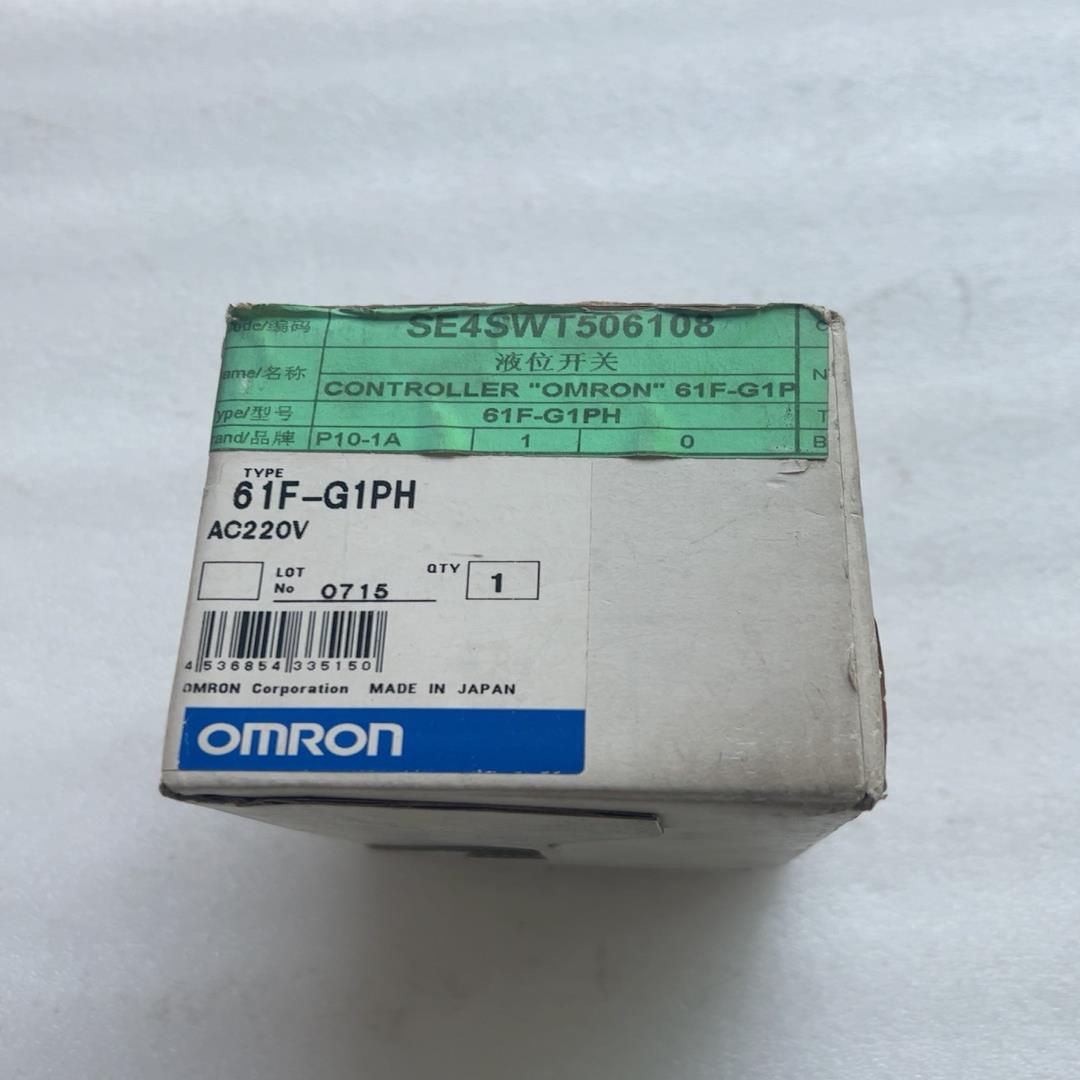 ode/编码 SE4SWT506108 C
液位开关
ame/名称 N
CONTROLLER "OMRON" 61F-G1P
ype/型号 61F-G1PH T
rand/品牌 P10-1A 1 0 B
TYPE
61F-G1PH
AC220V
LOT No 0715 QTY 1
4 536854 335150
OMRON Corporation MADE IN JAPAN
OMRON